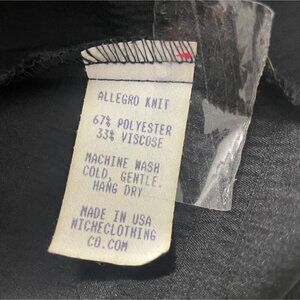 ALLEGRO KNIT
67% POLYESTER
33% VISCOSE
MACHINE WASH
COLD, GENTLE.
HANG DRY
MADE IN USA
NICHECLOTHING
CO.COM